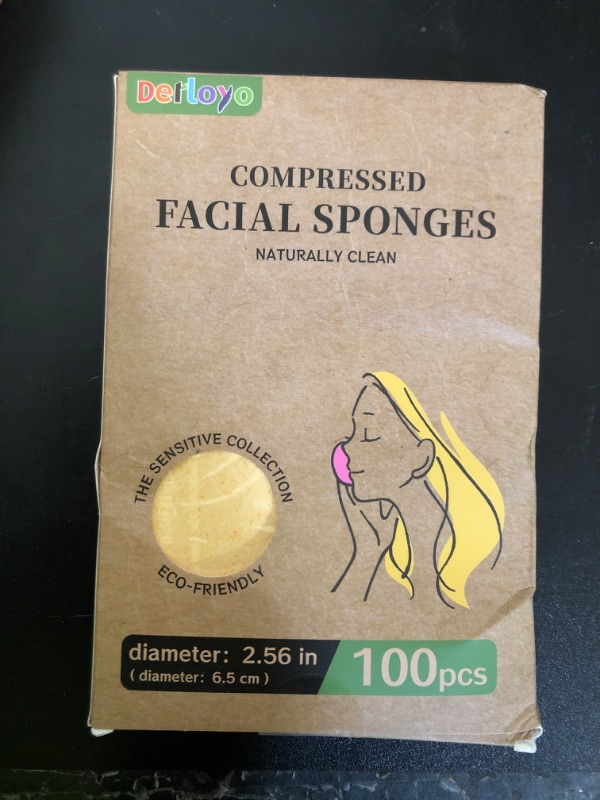 Derloyo
COMPRESSED
FACIAL SPONGES
NATURALLY CLEAN
THE SENSITIVE COLLECTION
ECO-FRIENDLY
diameter: 2.56 in
( diameter: 6.5 cm )
100pcs